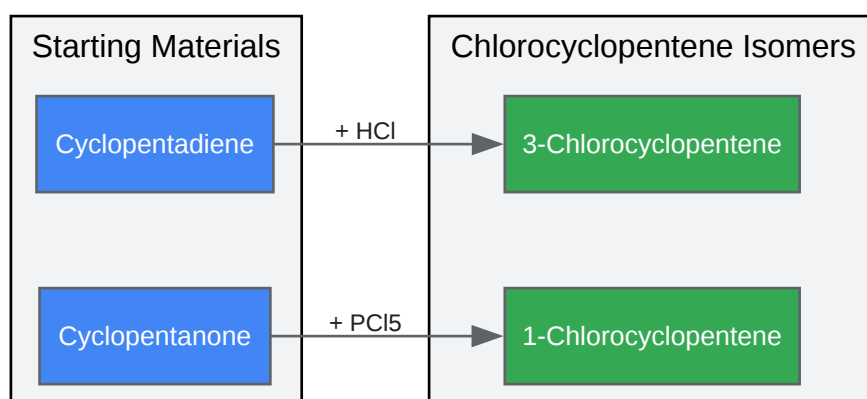 Starting Materials
Chlorocyclopentene Isomers
Cyclopentadiene
+ HCl
3-Chlorocyclopentene
Cyclopentanone
+ PCl5
1-Chlorocyclopentene